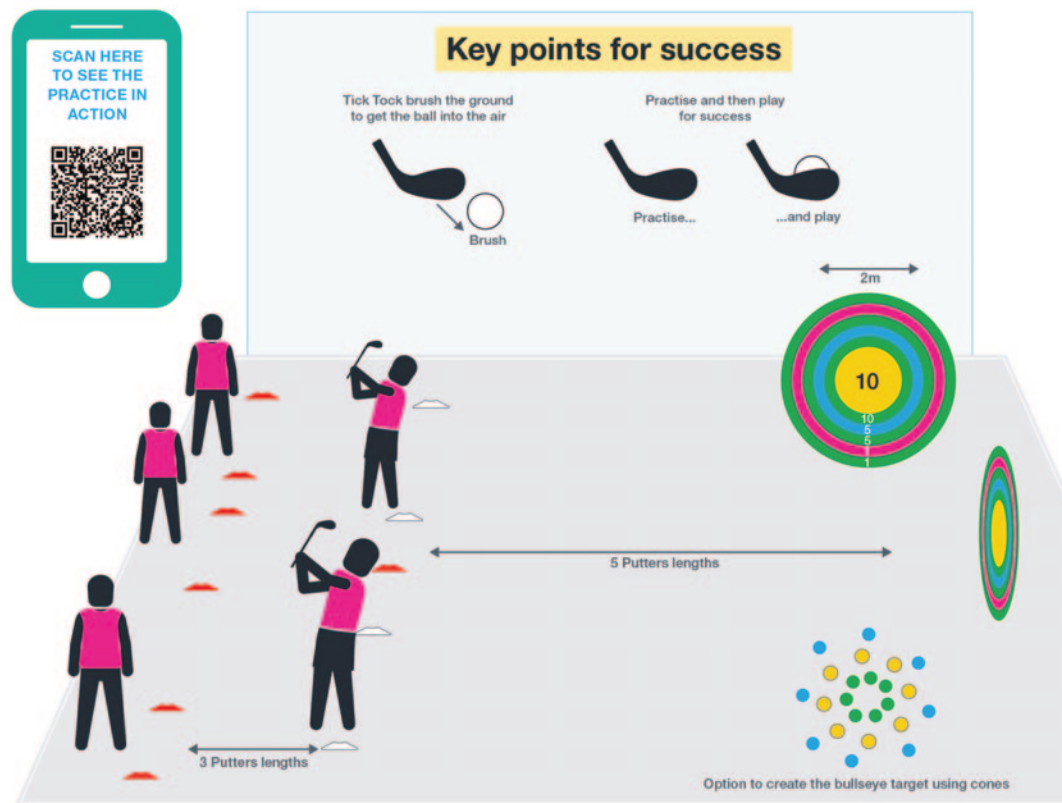 SCAN HERE
TO SEE THE
PRACTICE IN
ACTION
Key points for success
Tick Tock brush the ground
to get the ball into the air
Brush
Practise and then play
for success
Practise...
...and play
2m
10
10
5
5
1
1
5 Putters lengths
3 Putters lengths
Option to create the bullseye target using cones